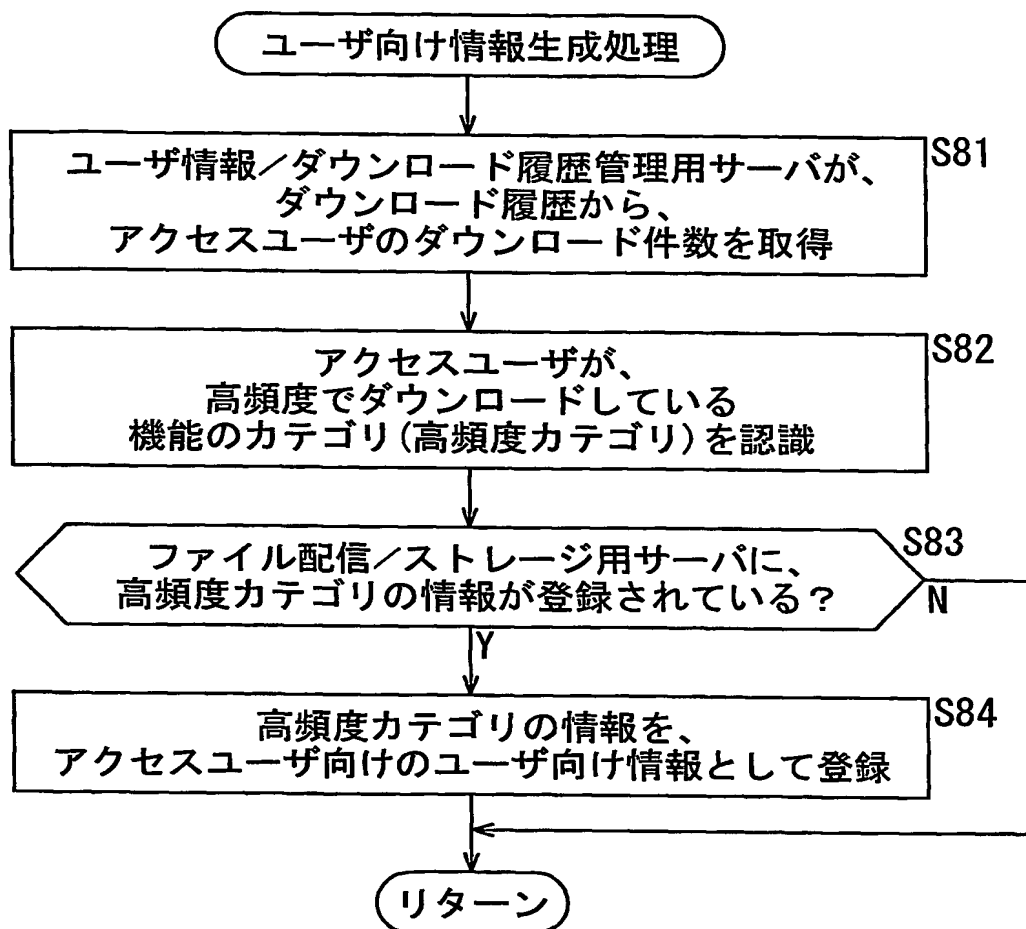 ユーザ向け情報生成処理
S81
ユーザ情報／ダウンロード履歴管理用サーバが、
ダウンロード履歴から、
アクセスユーザのダウンロード件数を取得
S82
アクセスユーザが、
高頻度でダウンロードしている
機能のカテゴリ(高頻度カテゴリ)を認識
S83
ファイル配信／ストレージ用サーバに、
高頻度カテゴリの情報が登録されている？
N
Y
S84
高頻度カテゴリの情報を、
アクセスユーザ向けのユーザ向け情報として登録
リターン